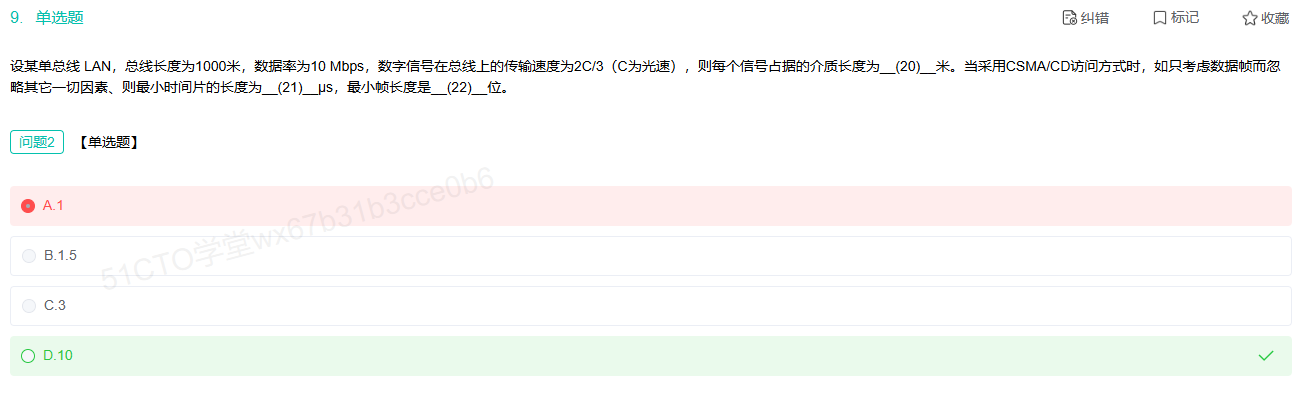 9. 单选题
纠错
标记
收藏
设某单总线 LAN，总线长度为1000米，数据率为10 Mbps，数字信号在总线上的传输速度为2C/3（C为光速），则每个信号占据的介质长度为__(20)__米。当采用CSMA/CD访问方式时，如只考虑数据帧而忽
略其它一切因素、则最小时间片的长度为__(21)__μs，最小帧长度是__(22)__位。
问题2 【单选题】
A.1
B.1.5
C.3
D.10
51CTO学堂wx67b31b3cce0b6